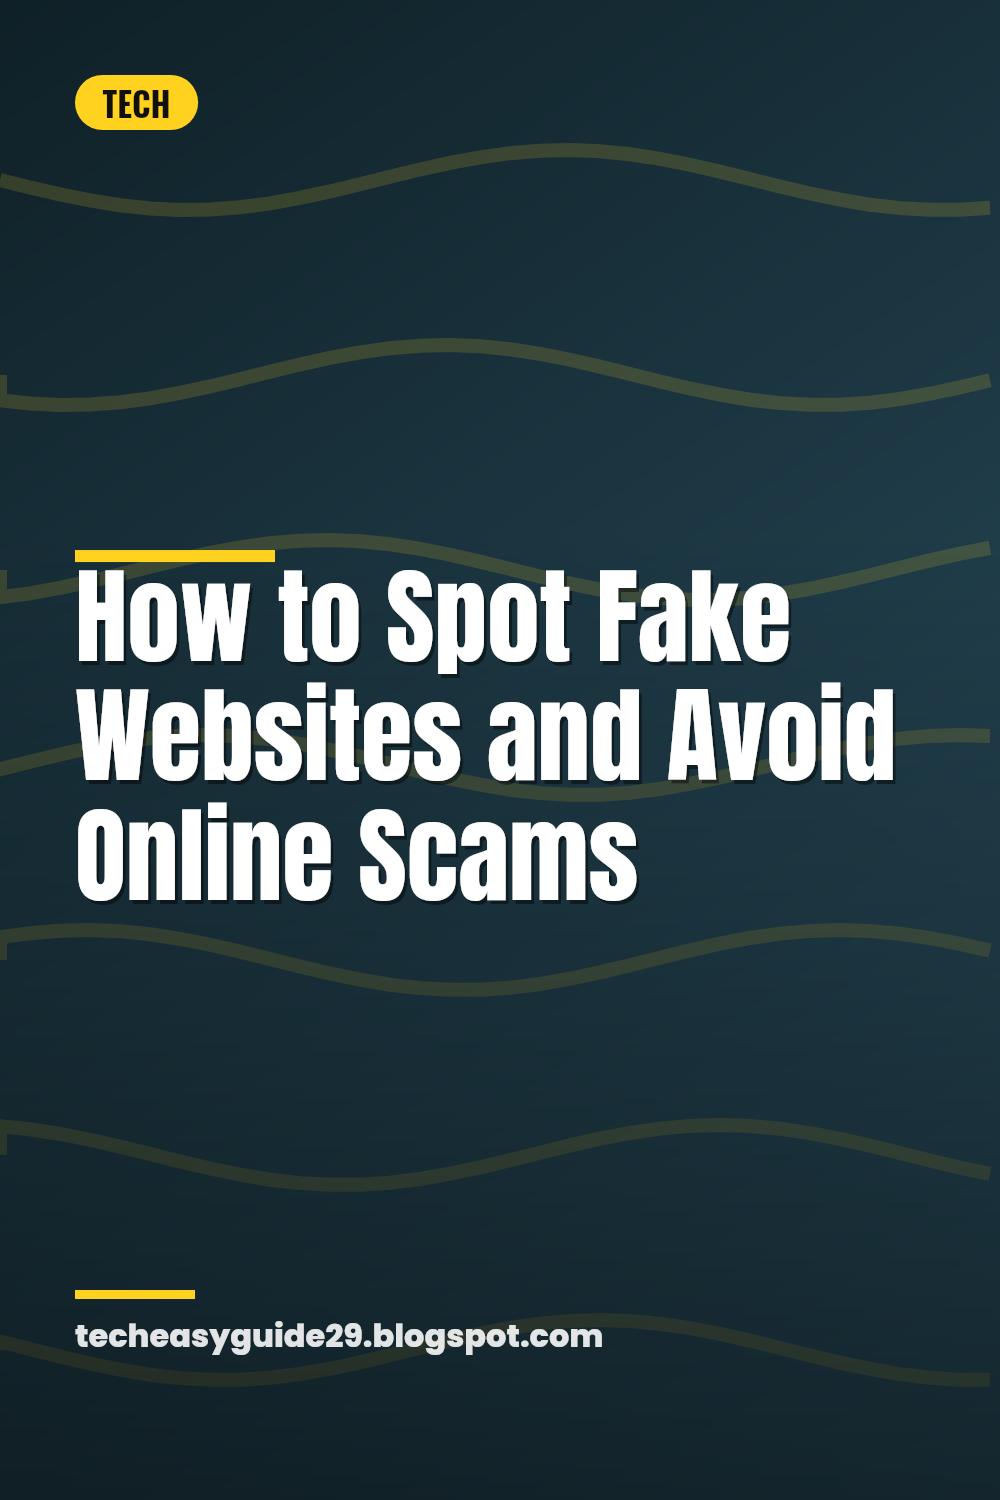 TECH
How to Spot Fake
Websites and Avoid
Online Scams
techeasyguide29.blogspot.com